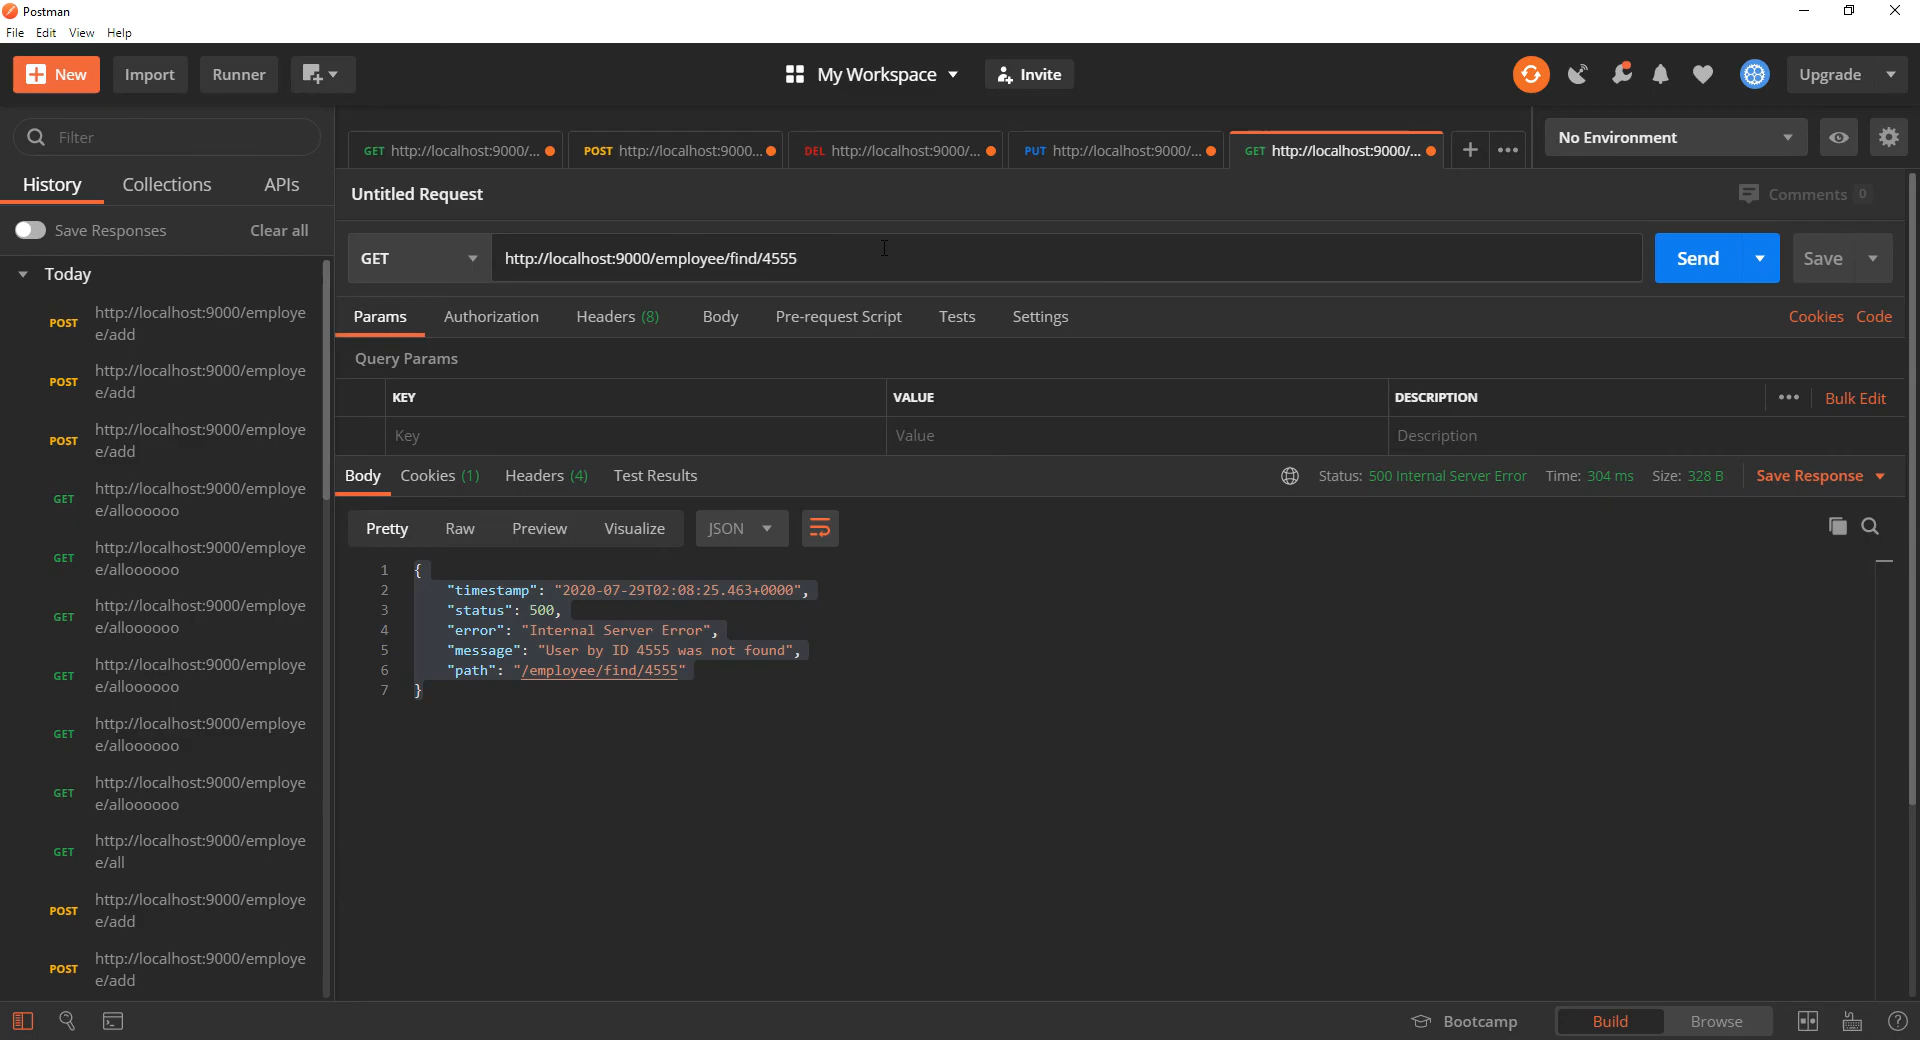 Postman
File Edit View Help
New Import Runner My Workspace Invite Upgrade
Filter
History Collections APIs
Save Responses Clear all
Today
POST http://localhost:9000/employe
e/add
POST http://localhost:9000/employe
e/add
POST http://localhost:9000/employe
e/add
GET http://localhost:9000/employe
e/alloooooo
GET http://localhost:9000/employe
e/alloooooo
GET http://localhost:9000/employe
e/alloooooo
GET http://localhost:9000/employe
e/alloooooo
GET http://localhost:9000/employe
e/alloooooo
GET http://localhost:9000/employe
e/alloooooo
GET http://localhost:9000/employe
e/all
POST http://localhost:9000/employe
e/add
POST http://localhost:9000/employe
e/add
GET http://localhost:9000/... POST http://localhost:9000... DEL http://localhost:9000/... PUT http://localhost:9000/... GET http://localhost:9000/... No Environment
Untitled Request Comments 0
GET http://localhost:9000/employee/find/4555 Send Save
Params Authorization Headers (8) Body Pre-request Script Tests Settings Cookies Code
Query Params
KEY VALUE DESCRIPTION Bulk Edit
Key Value Description
Body Cookies (1) Headers (4) Test Results Status: 500 Internal Server Error Time: 304 ms Size: 328 B Save Response
Pretty Raw Preview Visualize JSON
1 {
2 "timestamp": "2020-07-29T02:08:25.463+0000",
3 "status": 500,
4 "error": "Internal Server Error",
5 "message": "User by ID 4555 was not found",
6 "path": "/employee/find/4555"
7 }
Bootcamp Build Browse